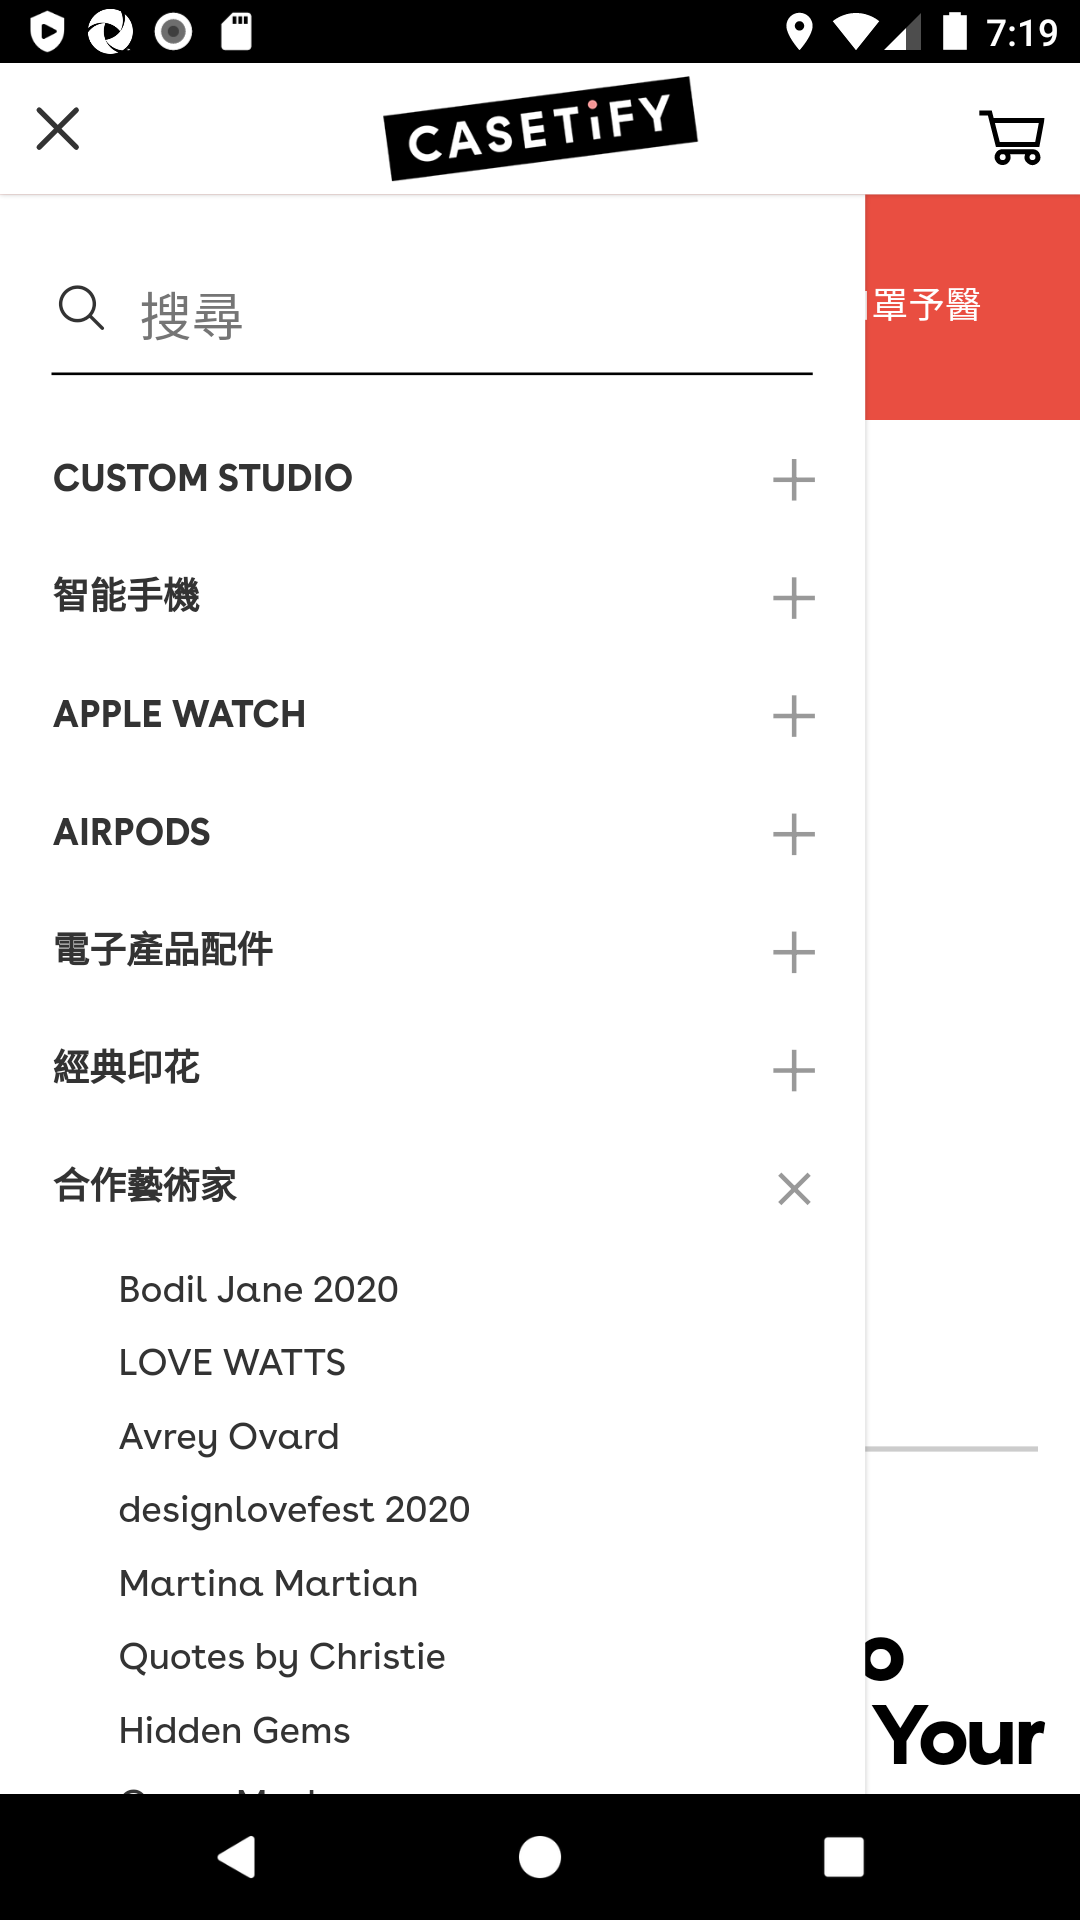 7:19
CASETiFY
搜尋
罩予醫
CUSTOM STUDIO
智能手機
APPLE WATCH
AIRPODS
電子產品配件
經典印花
合作藝術家
Bodil Jane 2020
LOVE WATTS
Avrey Ovard
designlovefest 2020
Martina Martian
Quotes by Christie
Hidden Gems
Your